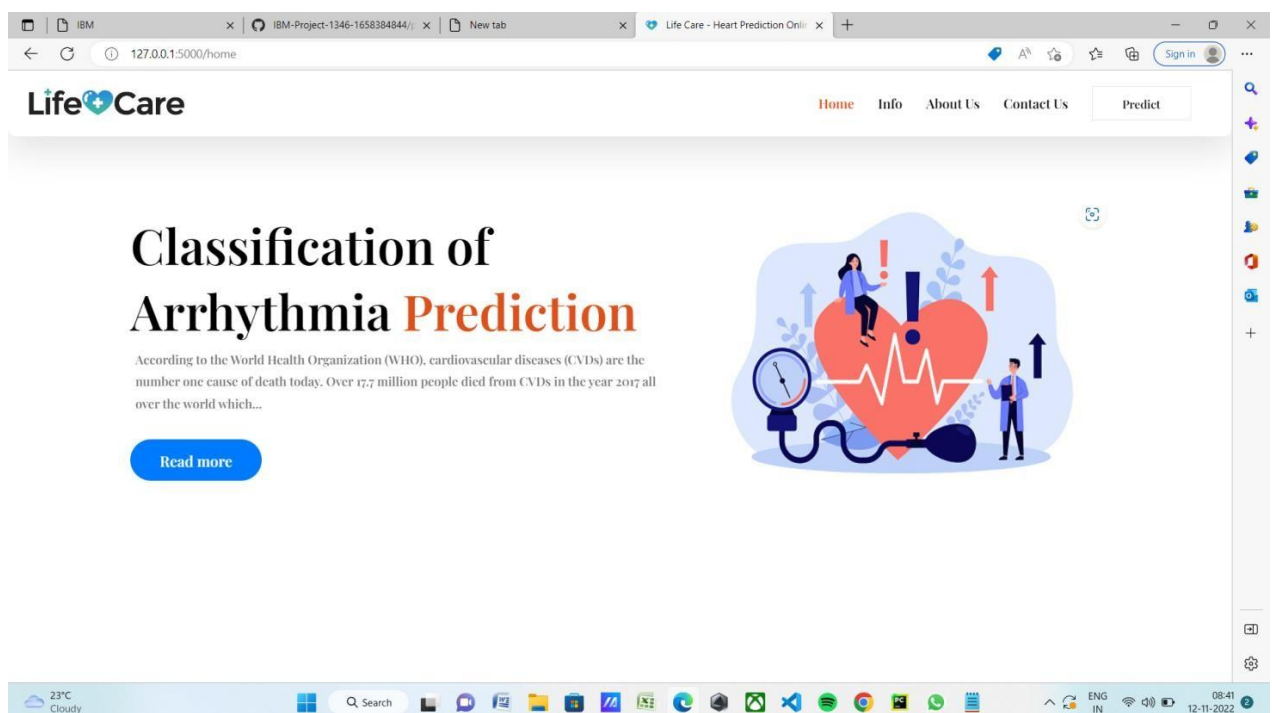 IBM
IBM-Project-1346-1658384844/
New tab
Life Care - Heart Prediction Onlin
127.0.0.1:5000/home
Sign in
Life Care
Home Info About Us Contact Us Predict
Classification of
Arrhythmia Prediction
According to the World Health Organization (WHO), cardiovascular diseases (CVDs) are the
number one cause of death today. Over 17.7 million people died from CVDs in the year 2017 all
over the world which...
Read more
23°C
Cloudy
Search
ENG
IN
08:41
12-11-2022
2